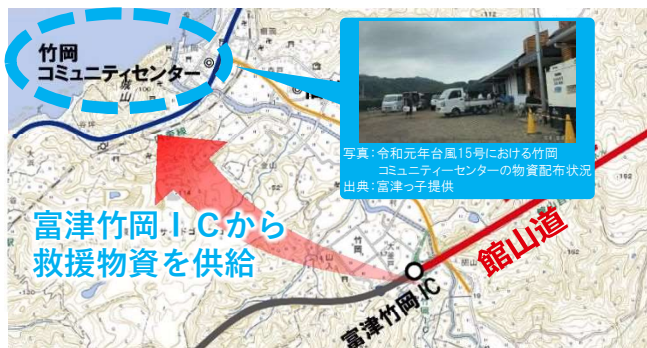 竹岡
コミュニティセンター
写真：令和元年台風15号における竹岡
コミュニティーセンターの物資配布状況
出典：富津っ子提供
富津竹岡ＩＣから
救援物資を供給
館山道
竹岡
富津竹岡IC